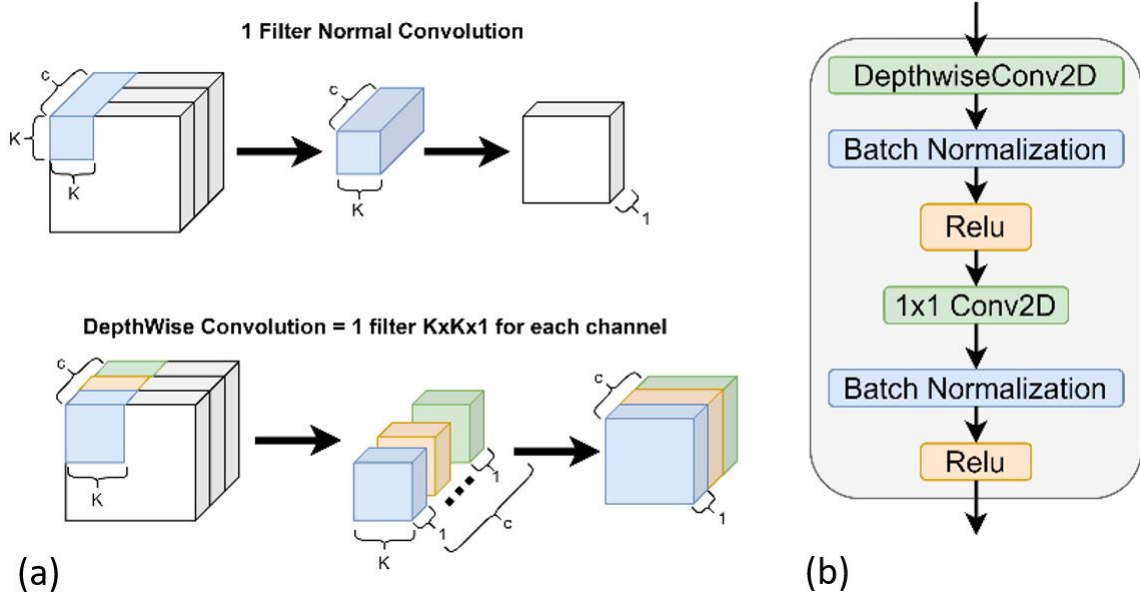 1 Filter Normal Convolution
c
K
K
c
K
1
DepthWise Convolution = 1 filter KxKx1 for each channel
c
K
K
1
1
c
c
1
(a)
DepthwiseConv2D
Batch Normalization
Relu
1x1 Conv2D
Batch Normalization
Relu
(b)